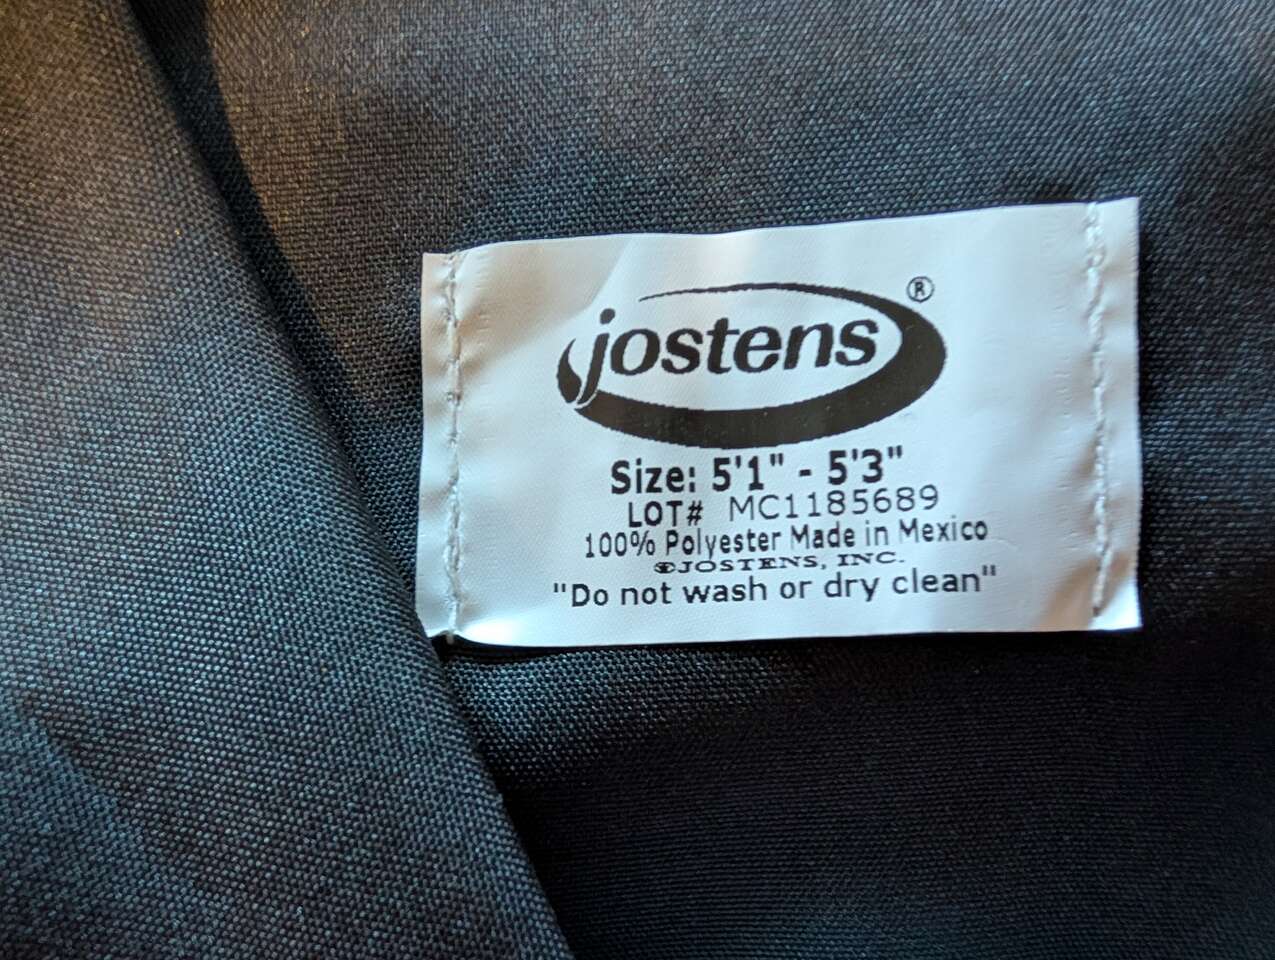 jostens®
Size: 5'1" - 5'3"
LOT# MC1185689
100% Polyester Made in Mexico
©JOSTENS, INC.
"Do not wash or dry clean"